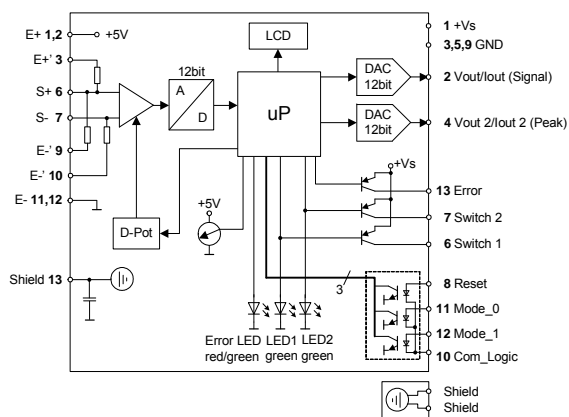 E+ 1,2
+5V
E+' 3
S+ 6
S- 7
E-' 9
E-' 10
E- 11,12
Shield 13
12bit
A
D
D-Pot
LCD
uP
+5V
DAC
12bit
DAC
12bit
+Vs
3
Error LED LED1 LED2
red/green green green
1 +Vs
3,5,9 GND
2 Vout/Iout (Signal)
4 Vout 2/Iout 2 (Peak)
13 Error
7 Switch 2
6 Switch 1
8 Reset
11 Mode_0
12 Mode_1
10 Com_Logic
Shield
Shield